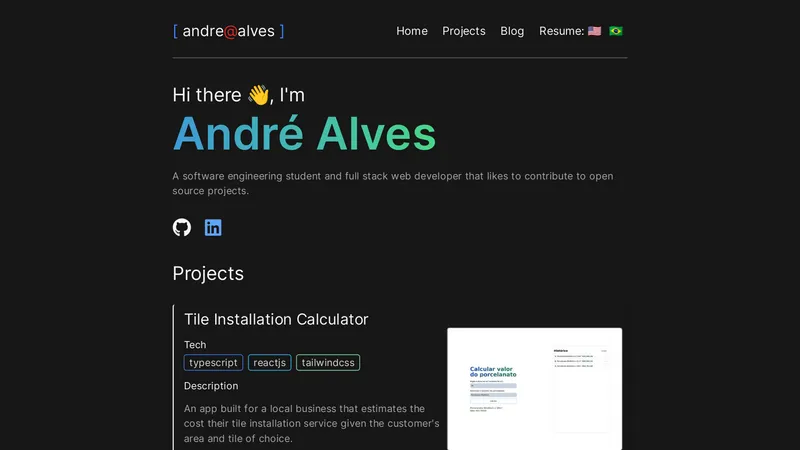 [ andre@alves ]
Home Projects Blog Resume: 🇺🇸 🇧🇷
Hi there 👋, I'm
André Alves
A software engineering student and full stack web developer that likes to contribute to open
source projects.
Projects
Tile Installation Calculator
Tech
typescript reactjs tailwindcss
Description
An app built for a local business that estimates the
cost their tile installation service given the customer's
area and tile of choice.
Calcular valor
do porcelanato